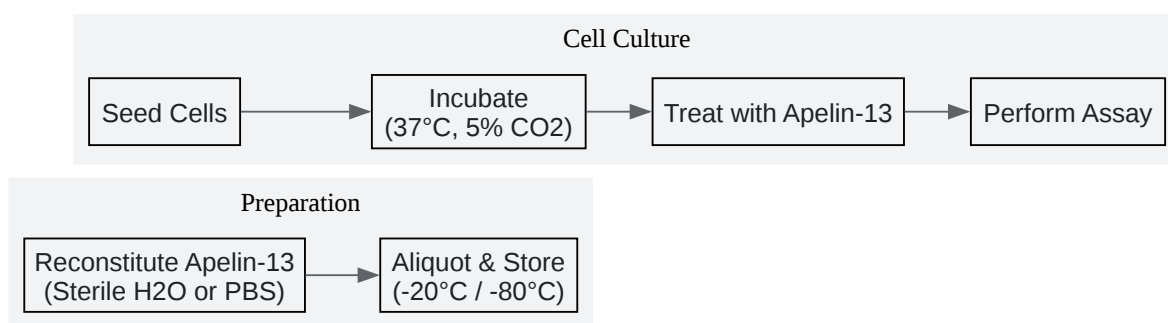 Cell Culture
Seed Cells
Incubate
(37°C, 5% CO2)
Treat with Apelin-13
Perform Assay
Preparation
Reconstitute Apelin-13
(Sterile H2O or PBS)
Aliquot & Store
(-20°C / -80°C)